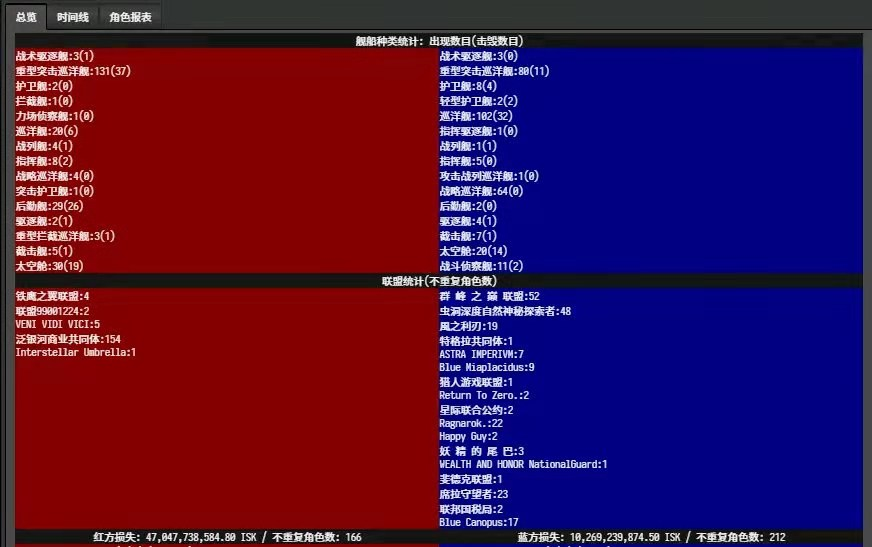 总览 时间线 角色报表
舰船种类统计: 出现数目(击毁数目)
战术驱逐舰:3(1)
重型突击巡洋舰:131(37)
护卫舰:2(0)
拦截舰:1(0)
力场侦察舰:1(0)
巡洋舰:20(6)
战列舰:4(1)
指挥舰:8(2)
战略巡洋舰:4(0)
突击护卫舰:1(0)
后勤舰:29(26)
驱逐舰:2(1)
重型拦截巡洋舰:3(1)
截击舰:5(1)
太空舱:30(19)
战术驱逐舰:3(0)
重型突击巡洋舰:80(11)
护卫舰:8(4)
轻型护卫舰:2(2)
巡洋舰:102(32)
指挥驱逐舰:1(0)
战列舰:1(1)
指挥舰:5(0)
攻击战列巡洋舰:1(0)
战略巡洋舰:64(0)
后勤舰:2(0)
驱逐舰:4(1)
截击舰:7(1)
太空舱:20(14)
战斗侦察舰:11(2)
联盟统计(不重复角色数)
铁鹰之翼联盟:4
联盟99001224:2
VENI VIDI VICI:5
泛银河商业共同体:154
Interstellar Umbrella:1
群 峰 之 巅 联盟:52
虫洞深度自然神秘探索者:48
風之利刃:19
特格拉共同体:1
ASTRA IMPERIVM:7
Blue Miaplacidus:9
猎人游戏联盟:1
Return To Zero.:2
星际联合公约:2
Ragnarok.:22
Happy Guy:2
妖 精 的 尾 巴:3
WEALTH AND HONOR NationalGuard:1
斐德克联盟:1
席拉守望者:23
联邦国税局:2
Blue Canopus:17
红方损失: 47,047,738,584.80 ISK / 不重复角色数: 166
蓝方损失: 10,269,239,874.50 ISK / 不重复角色数: 212